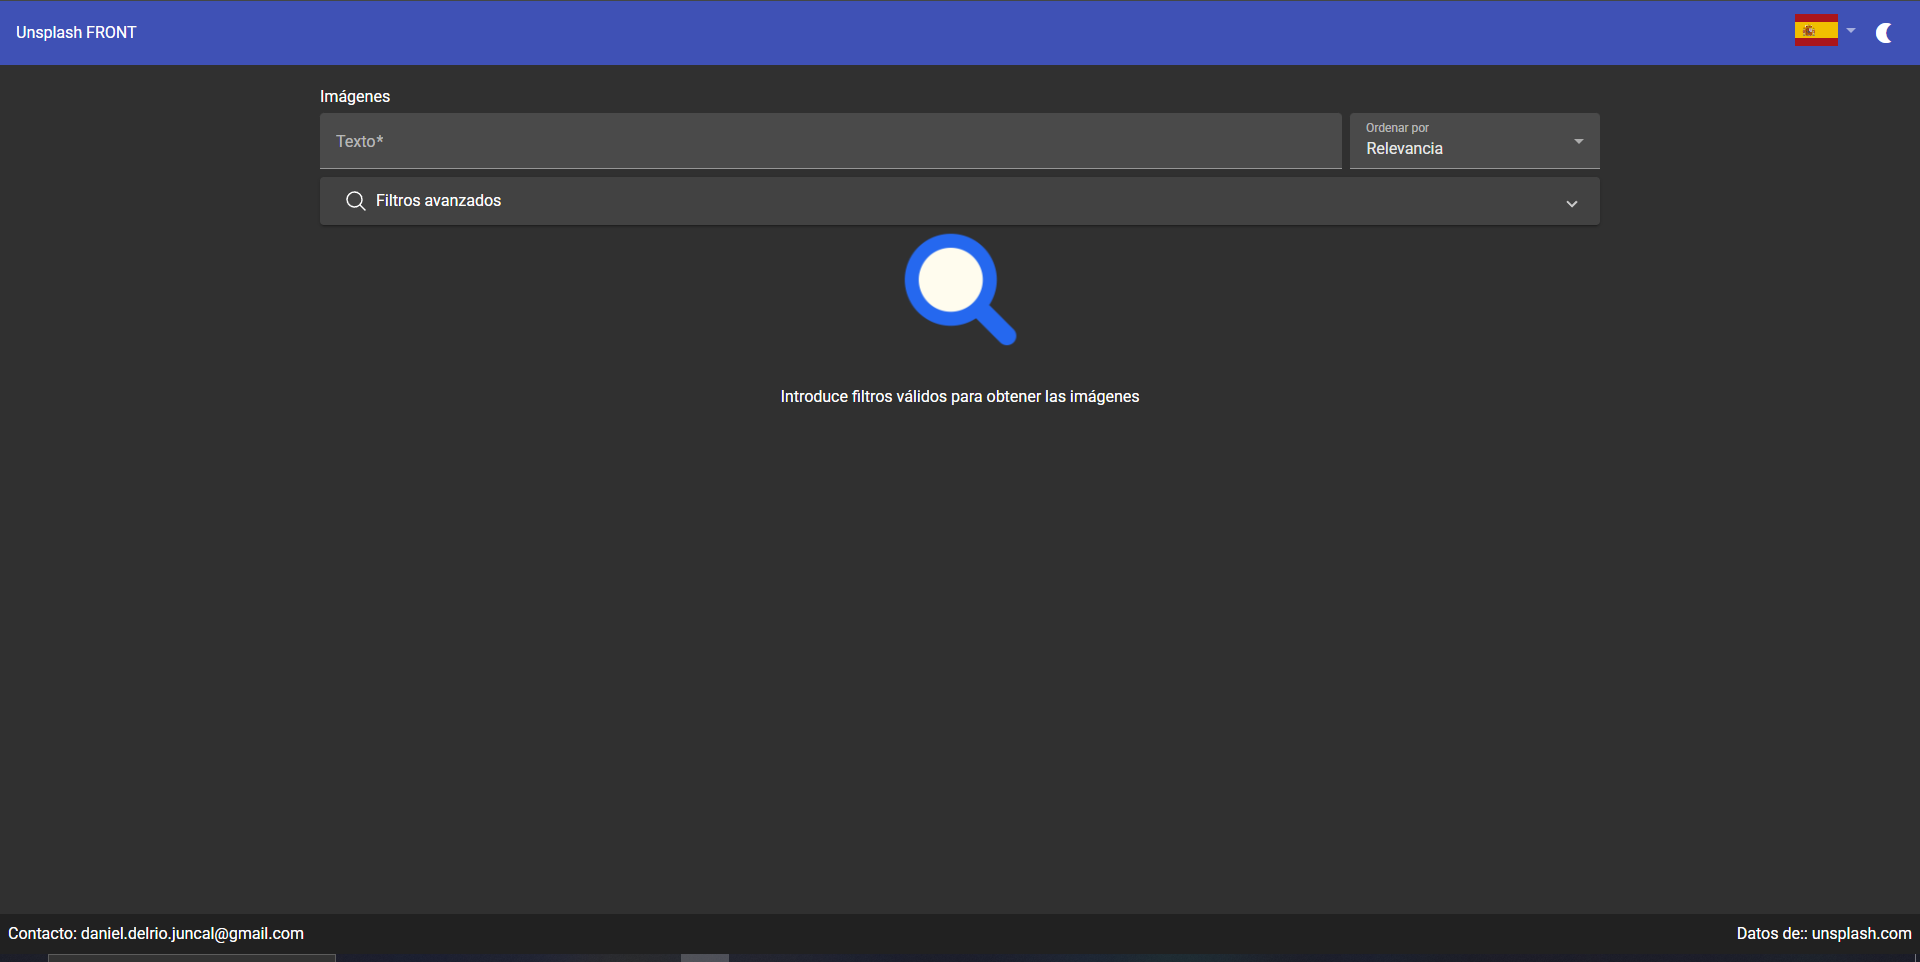 Unsplash FRONT
Imágenes
Texto*
Ordenar por
Relevancia
Filtros avanzados
Introduce filtros válidos para obtener las imágenes
Contacto: daniel.delrio.juncal@gmail.com
Datos de:: unsplash.com